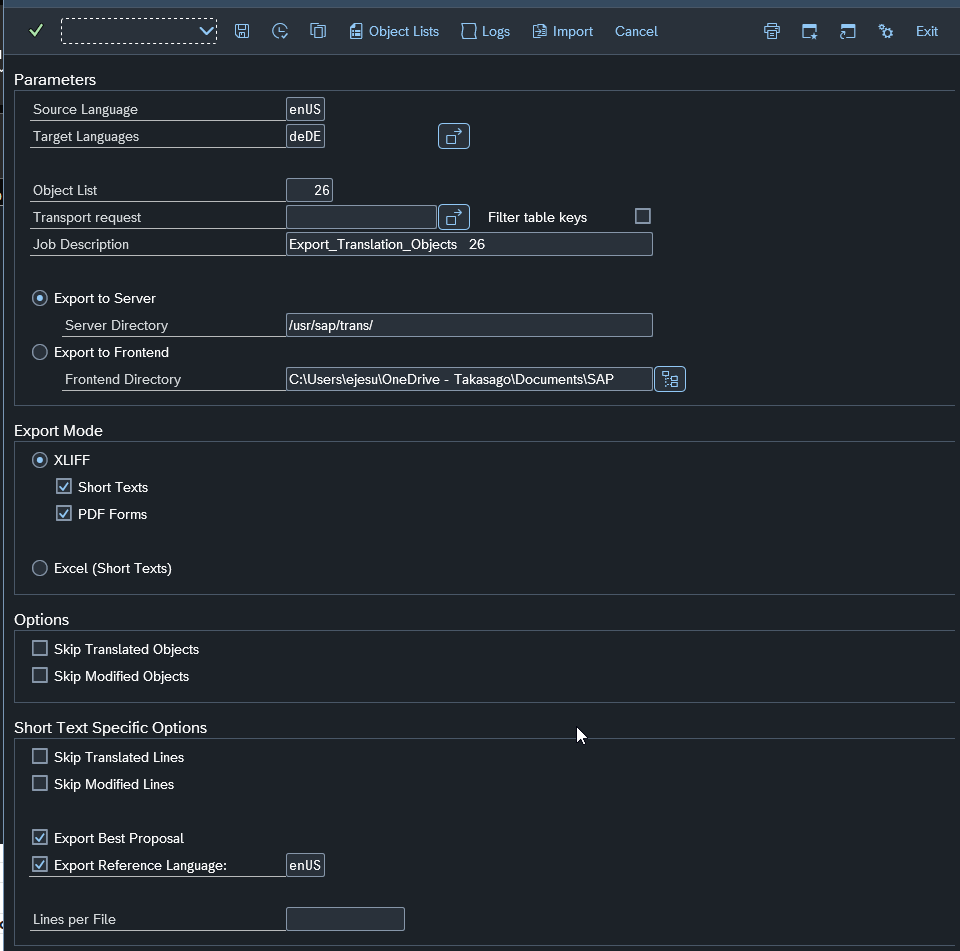 Object Lists Logs Import Cancel Exit
Parameters
Source Language enUS
Target Languages deDE
Object List 26
Transport request Filter table keys
Job Description Export_Translation_Objects 26
Export to Server
Server Directory /usr/sap/trans/
Export to Frontend
Frontend Directory C:\Users\ejesu\OneDrive - Takasago\Documents\SAP
Export Mode
XLIFF
Short Texts
PDF Forms
Excel (Short Texts)
Options
Skip Translated Objects
Skip Modified Objects
Short Text Specific Options
Skip Translated Lines
Skip Modified Lines
Export Best Proposal
Export Reference Language: enUS
Lines per File